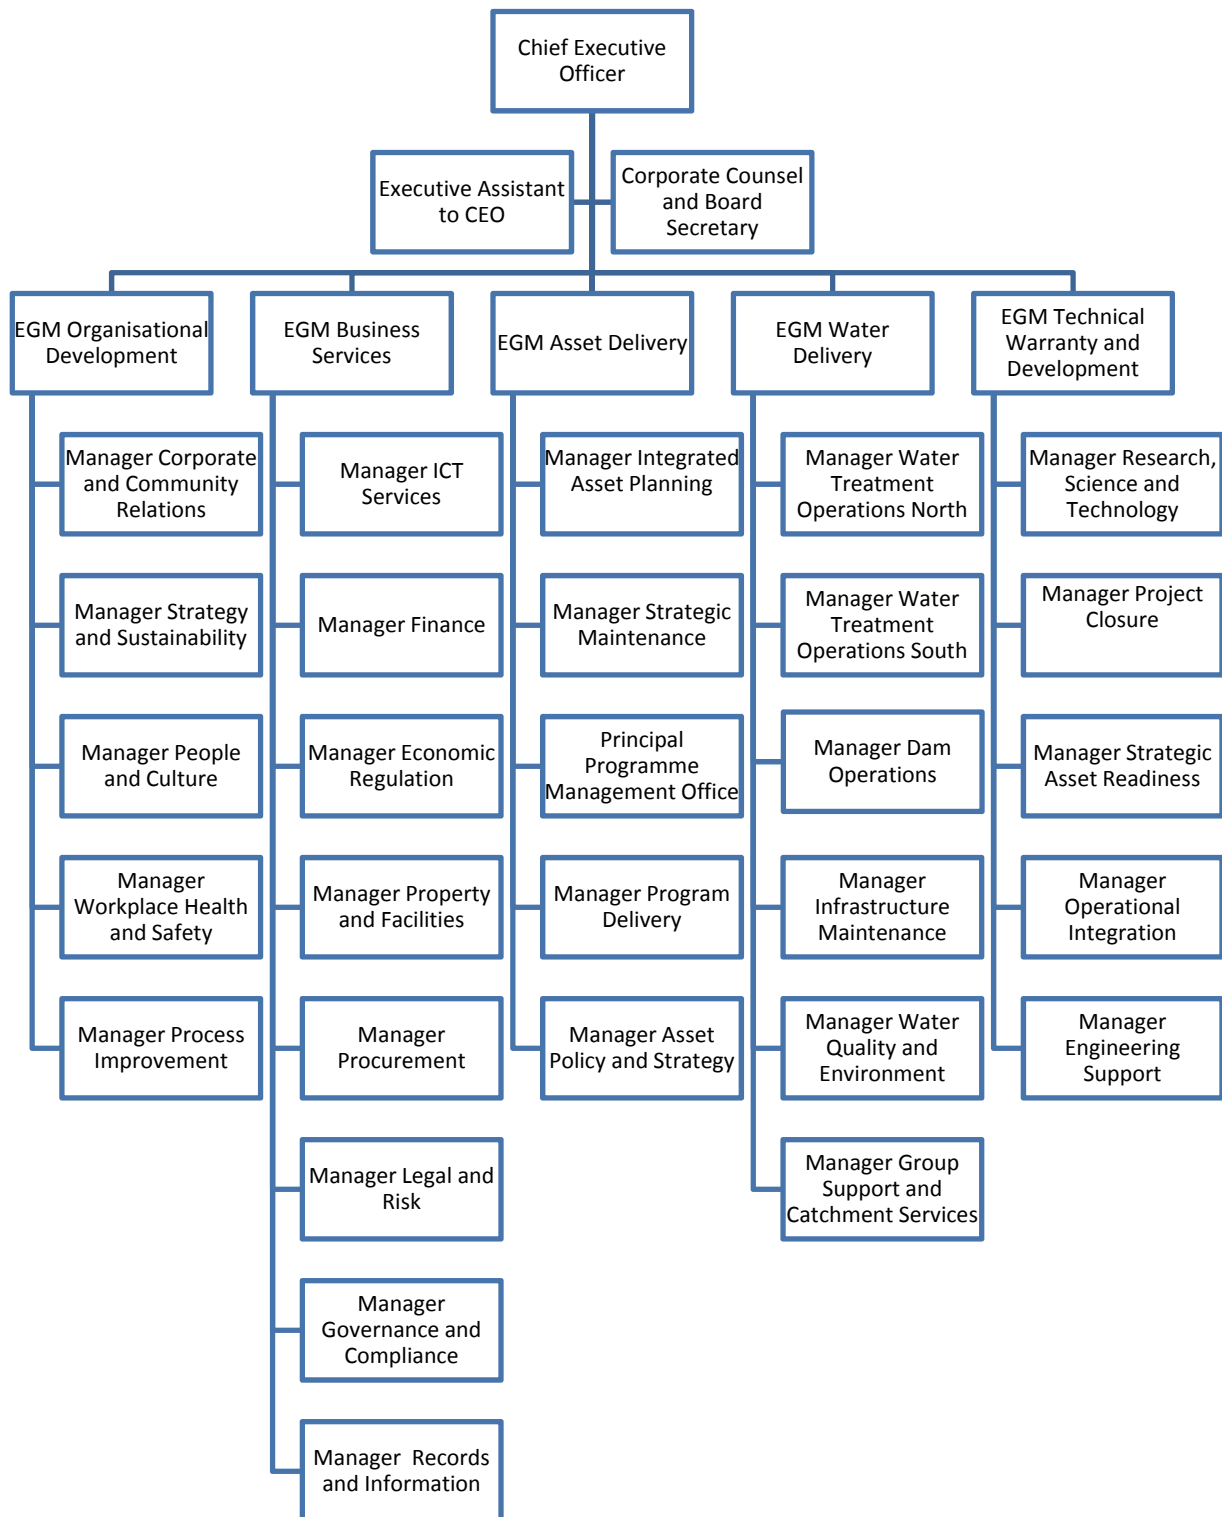 Chief Executive
Officer
Executive Assistant
to CEO
Corporate Counsel
and Board
Secretary
EGM Organisational
Development
EGM Business
Services
EGM Asset Delivery
EGM Water
Delivery
EGM Technical
Warranty and
Development
Manager Corporate
and Community
Relations
Manager Strategy
and Sustainability
Manager People
and Culture
Manager
Workplace Health
and Safety
Manager Process
Improvement
Manager ICT
Services
Manager Finance
Manager Economic
Regulation
Manager Property
and Facilities
Manager
Procurement
Manager Legal and
Risk
Manager
Governance and
Compliance
Manager  Records
and Information
Manager Integrated
Asset Planning
Manager Strategic
Maintenance
Principal
Programme
Management Office
Manager Program
Delivery
Manager Asset
Policy and Strategy
Manager Water
Treatment
Operations North
Manager Water
Treatment
Operations South
Manager Dam
Operations
Manager
Infrastructure
Maintenance
Manager Water
Quality and
Environment
Manager Group
Support and
Catchment Services
Manager Research,
Science and
Technology
Manager Project
Closure
Manager Strategic
Asset Readiness
Manager
Operational
Integration
Manager
Engineering
Support